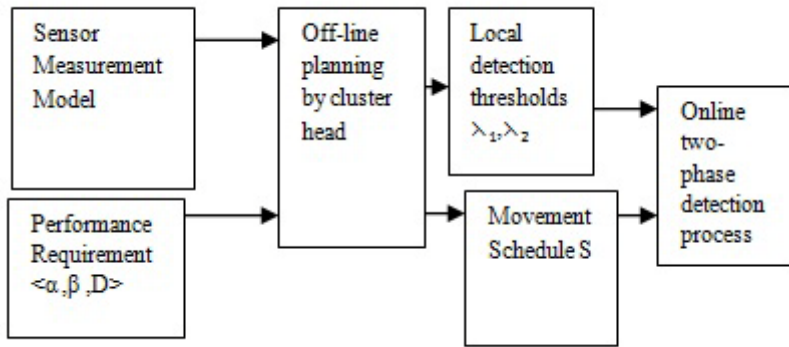 Sensor
Measurement
Model
Performance
Requirement
<α,β,D>
Off-line
planning
by cluster
head
Local
detection
thresholds
λ₁,λ₂
Movement
Schedule S
Online
two-
phase
detection
process